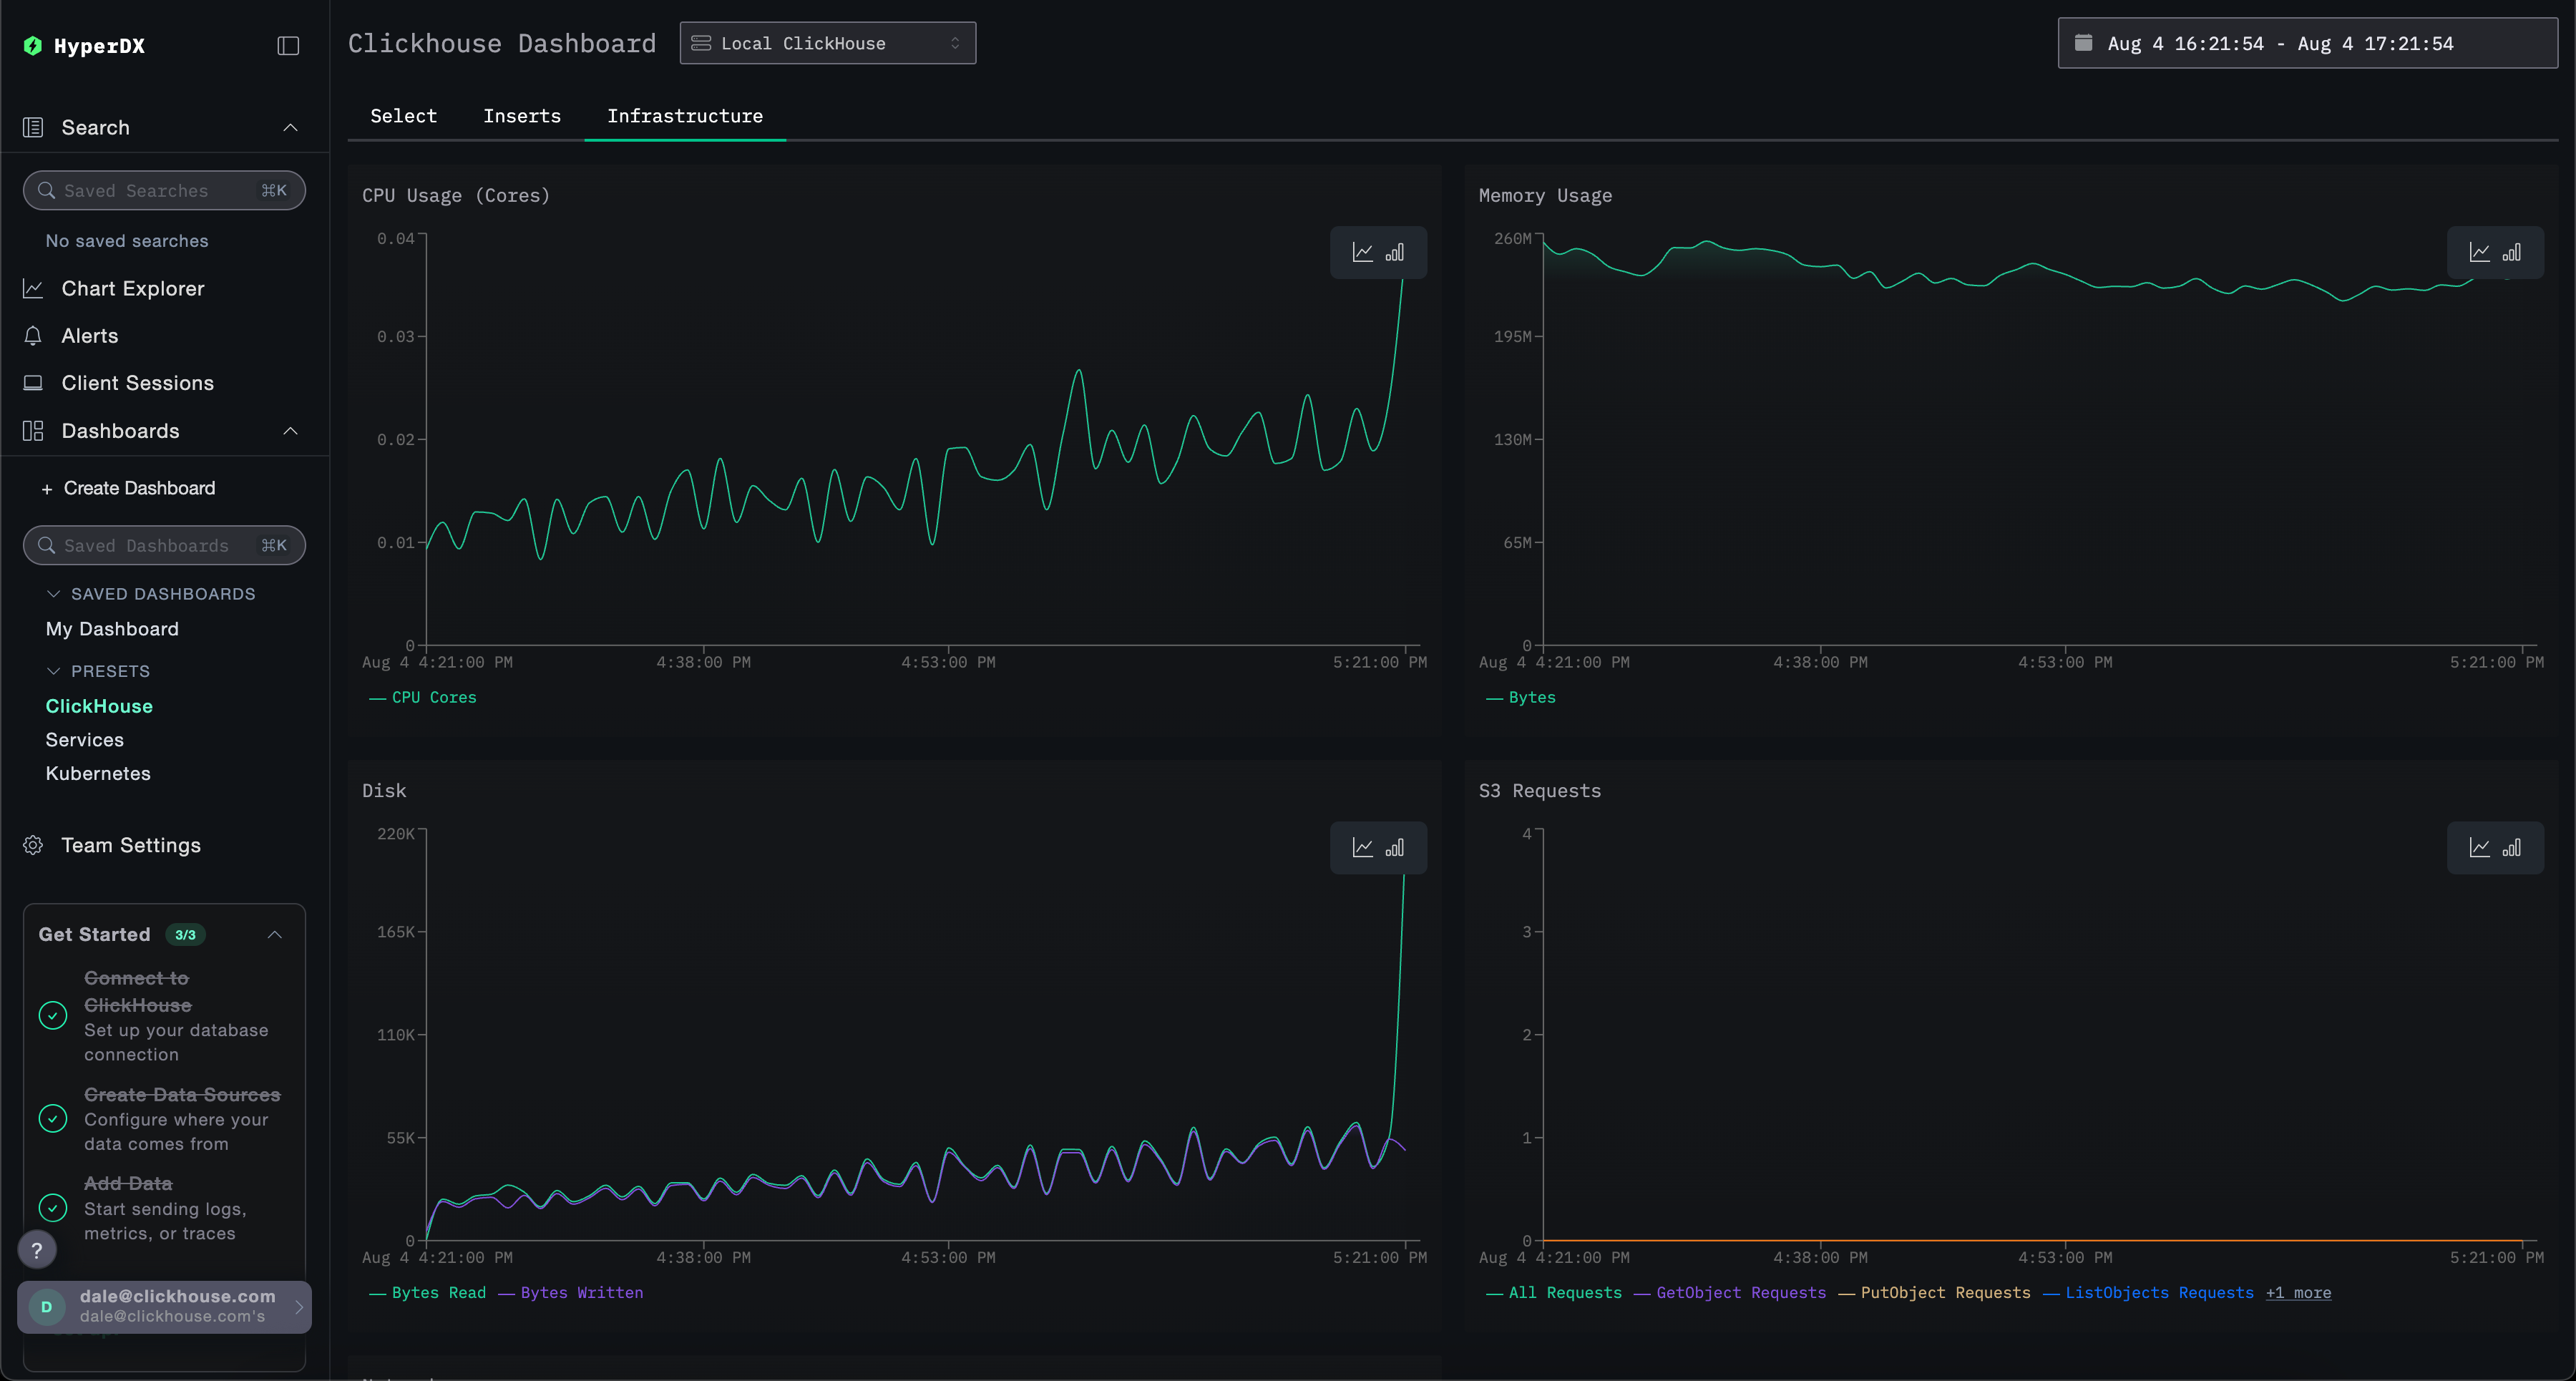 HyperDX
Search
Saved Searches ⌘K
No saved searches
Chart Explorer
Alerts
Client Sessions
Dashboards
+ Create Dashboard
Saved Dashboards ⌘K
SAVED DASHBOARDS
My Dashboard
PRESETS
ClickHouse
Services
Kubernetes
Team Settings
Get Started 3/3
Connect to
ClickHouse
Set up your database
connection
Create Data Sources
Configure where your
data comes from
Add Data
Start sending logs,
metrics, or traces
?
D
dale@clickhouse.com
dale@clickhouse.com's
Clickhouse Dashboard
Local ClickHouse
Aug 4 16:21:54 - Aug 4 17:21:54
Select Inserts Infrastructure
CPU Usage (Cores)
0.04
0.03
0.02
0.01
0
Aug 4 4:21:00 PM 4:38:00 PM 4:53:00 PM 5:21:00 PM
CPU Cores
Memory Usage
260M
195M
130M
65M
0
Aug 4 4:21:00 PM 4:38:00 PM 4:53:00 PM 5:21:00 PM
Bytes
Disk
220K
165K
110K
55K
0
Aug 4 4:21:00 PM 4:38:00 PM 4:53:00 PM 5:21:00 PM
Bytes Read Bytes Written
S3 Requests
4
3
2
1
0
Aug 4 4:21:00 PM 4:38:00 PM 4:53:00 PM 5:21:00 PM
All Requests GetObject Requests PutObject Requests ListObjects Requests +1 more